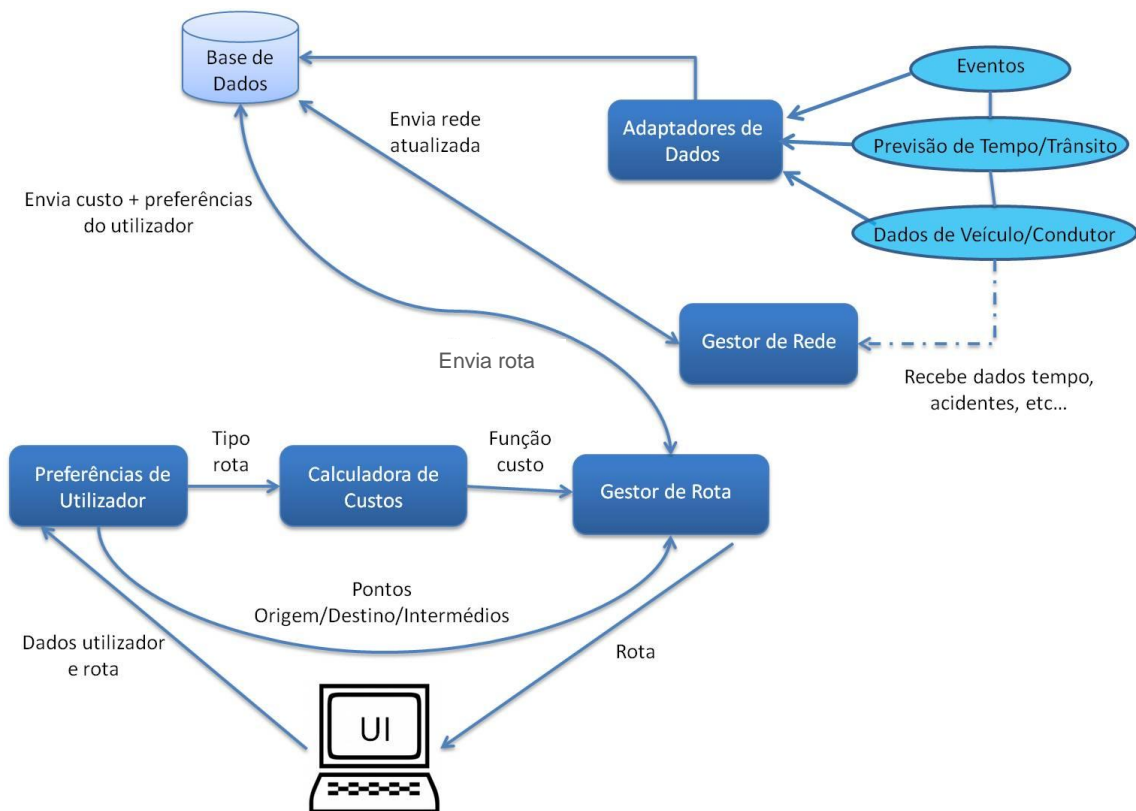 Base de
Dados
Eventos
Envia rede
atualizada
Adaptadores de
Dados
Previsão de Tempo/Trânsito
Envia custo + preferências
do utilizador
Dados de Veículo/Condutor
Gestor de Rede
Envia rota
Recebe dados tempo,
acidentes, etc...
Tipo
rota
Função
custo
Preferências de
Utilizador
Calculadora de
Custos
Gestor de Rota
Pontos
Origem/Destino/Intermédios
Dados utilizador
e rota
Rota
UI